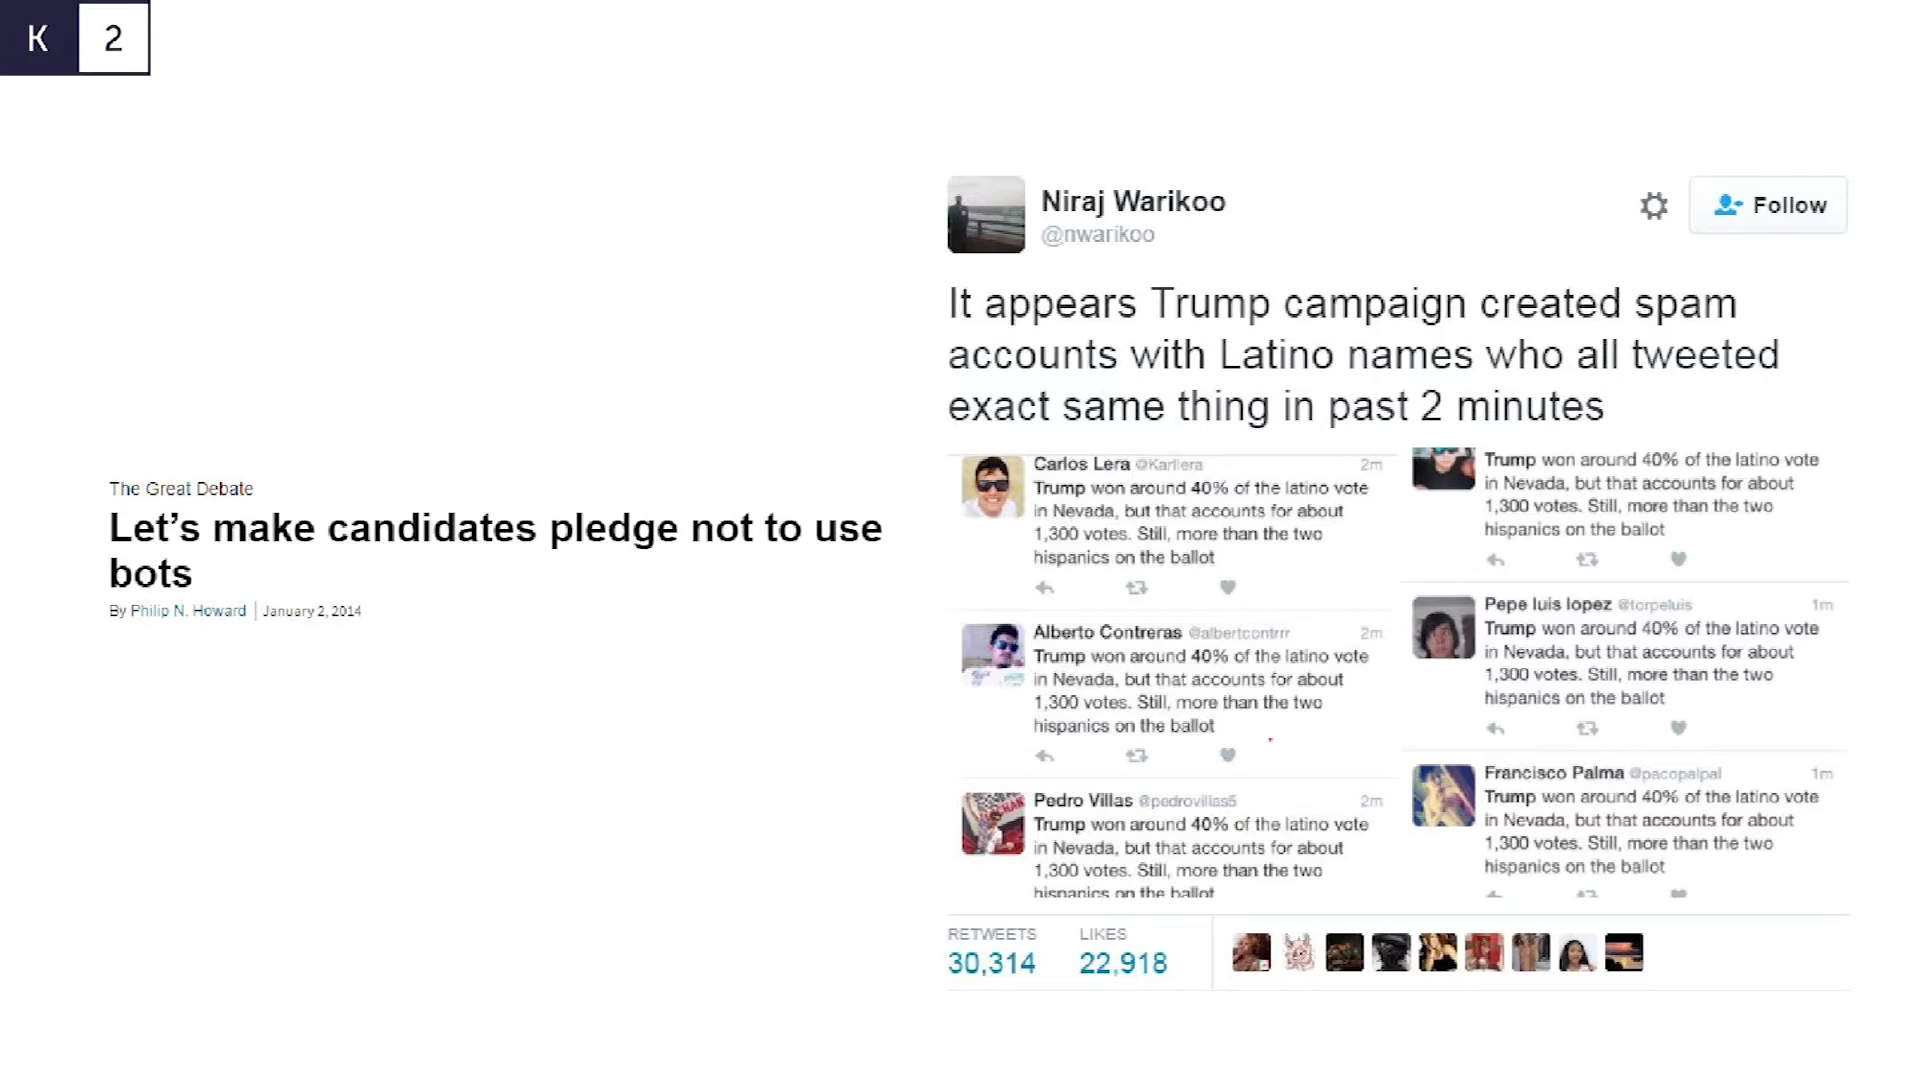 K 2
The Great Debate
Let's make candidates pledge not to use
bots
By Philip N. Howard | January 2, 2014
Niraj Warikoo
@nwarikoo
Follow
It appears Trump campaign created spam
accounts with Latino names who all tweeted
exact same thing in past 2 minutes
Carlos Lera @Karllera 2m
Trump won around 40% of the latino vote
in Nevada, but that accounts for about
1,300 votes. Still, more than the two
hispanics on the ballot
Alberto Contreras @albertcontrrr 2m
Trump won around 40% of the latino vote
in Nevada, but that accounts for about
1,300 votes. Still, more than the two
hispanics on the ballot
Pedro Villas @pedrovillas5 2m
Trump won around 40% of the latino vote
in Nevada, but that accounts for about
1,300 votes. Still, more than the two
hispanics on the ballot
Trump won around 40% of the latino vote
in Nevada, but that accounts for about
1,300 votes. Still, more than the two
hispanics on the ballot
Pepe luis lopez @torpeluis 1m
Trump won around 40% of the latino vote
in Nevada, but that accounts for about
1,300 votes. Still, more than the two
hispanics on the ballot
Francisco Palma @pacopalpal 1m
Trump won around 40% of the latino vote
in Nevada, but that accounts for about
1,300 votes. Still, more than the two
hispanics on the ballot
RETWEETS LIKES
30,314 22,918